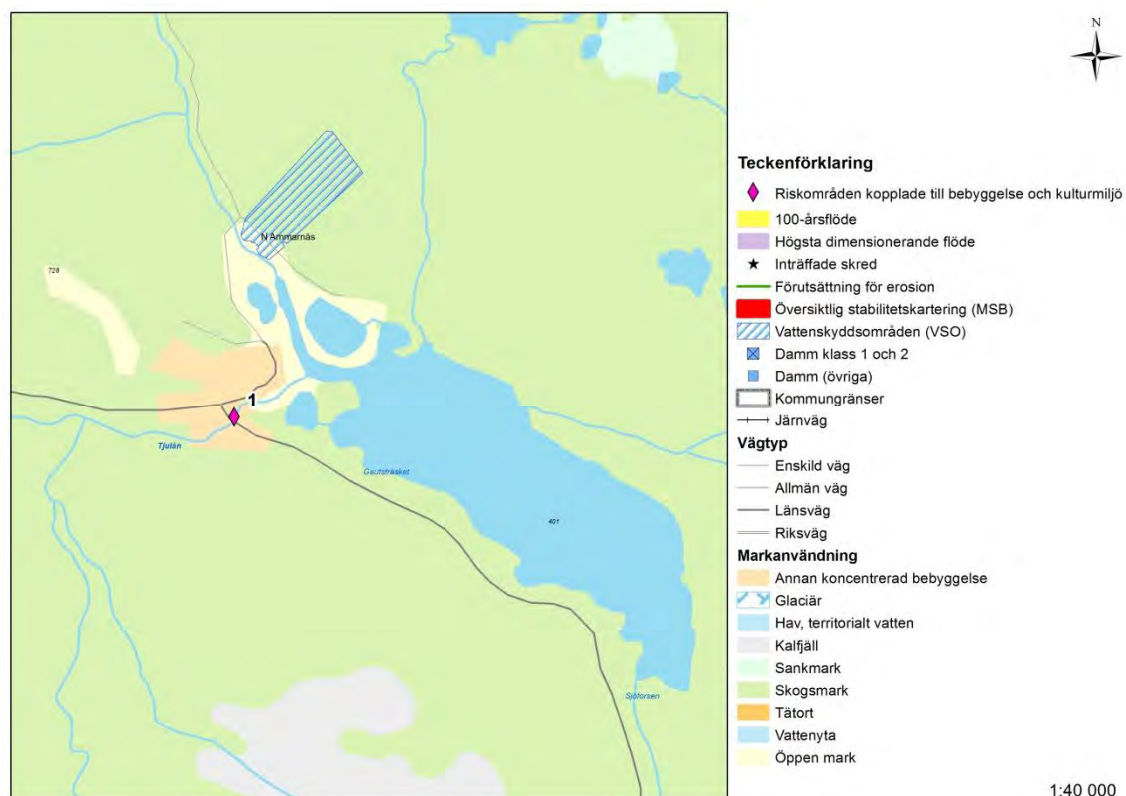 N
N Ammarnäs
728
1
Tjulån
Gautsträsket
401
Sjöforsen
Teckenförklaring
Riskområden kopplade till bebyggelse och kulturmiljö
100-årsflöde
Högsta dimensionerande flöde
Inträffade skred
Förutsättning för erosion
Översiktlig stabilitetskartering (MSB)
Vattenskyddsområden (VSO)
Damm klass 1 och 2
Damm (övriga)
Kommungränser
Järnväg
Vägtyp
Enskild väg
Allmän väg
Länsväg
Riksväg
Markanvändning
Annan koncentrerad bebyggelse
Glaciär
Hav, territorialt vatten
Kalfjäll
Sankmark
Skogsmark
Tätort
Vattenyta
Öppen mark
1:40 000